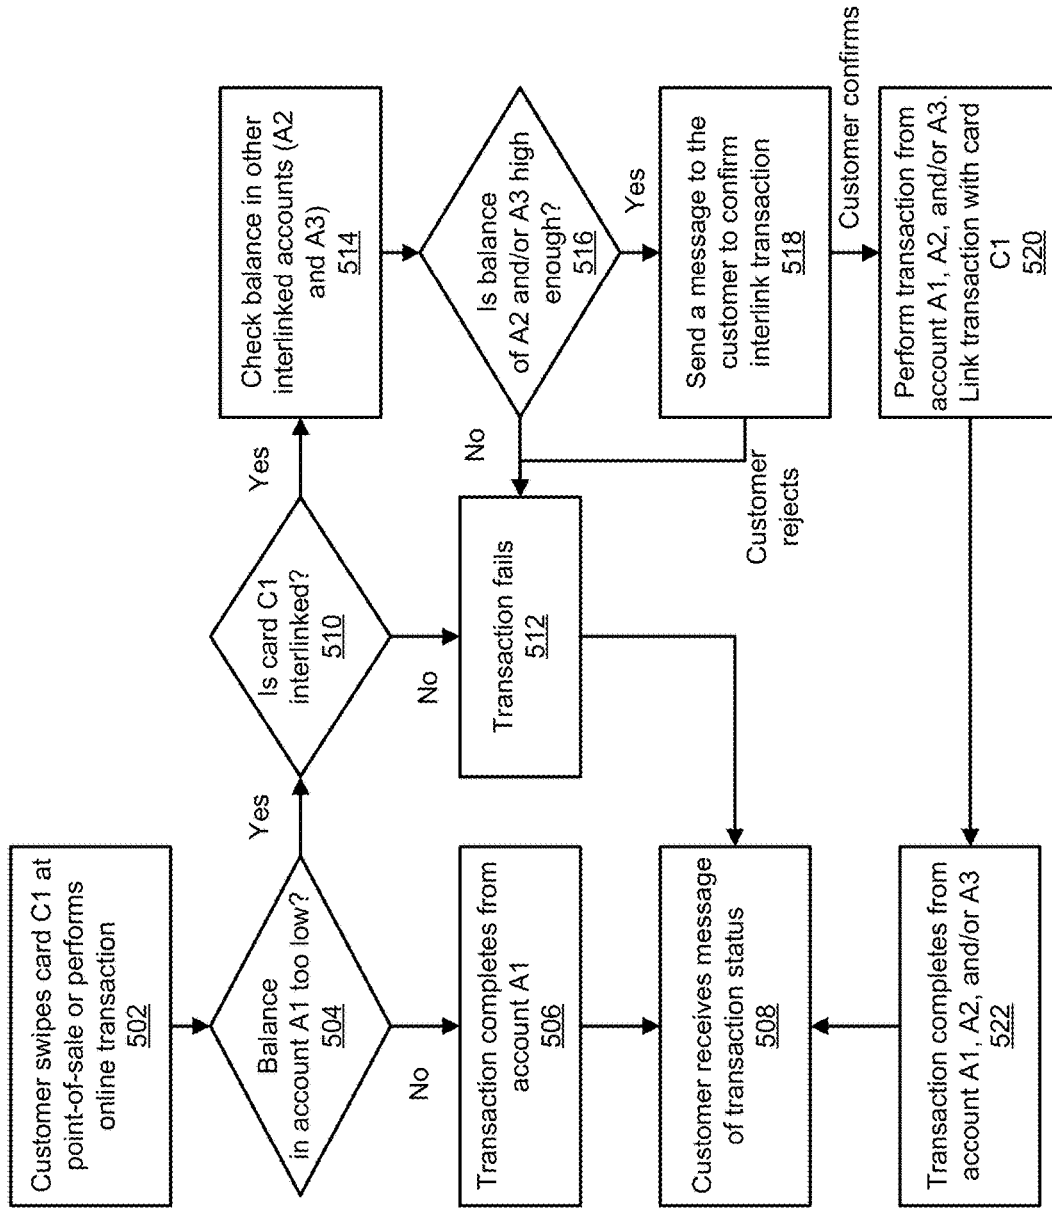 Customer swipes card C1 at
point-of-sale or performs
online transaction
502
Balance
in account A1 too low?
504
Yes
No
Transaction completes from
account A1
506
Customer receives message
of transaction status
508
Is card C1
interlinked?
510
Yes
No
Transaction fails
512
Check balance in other
interlinked accounts (A2
and A3)
514
Is balance
of A2 and/or A3 high
enough?
516
No
Yes
Send a message to the
customer to confirm
interlink transaction
518
Customer
rejects
Customer confirms
Perform transaction from
account A1, A2, and/or A3.
Link transaction with card
C1
520
Transaction completes from
account A1, A2, and/or A3
522